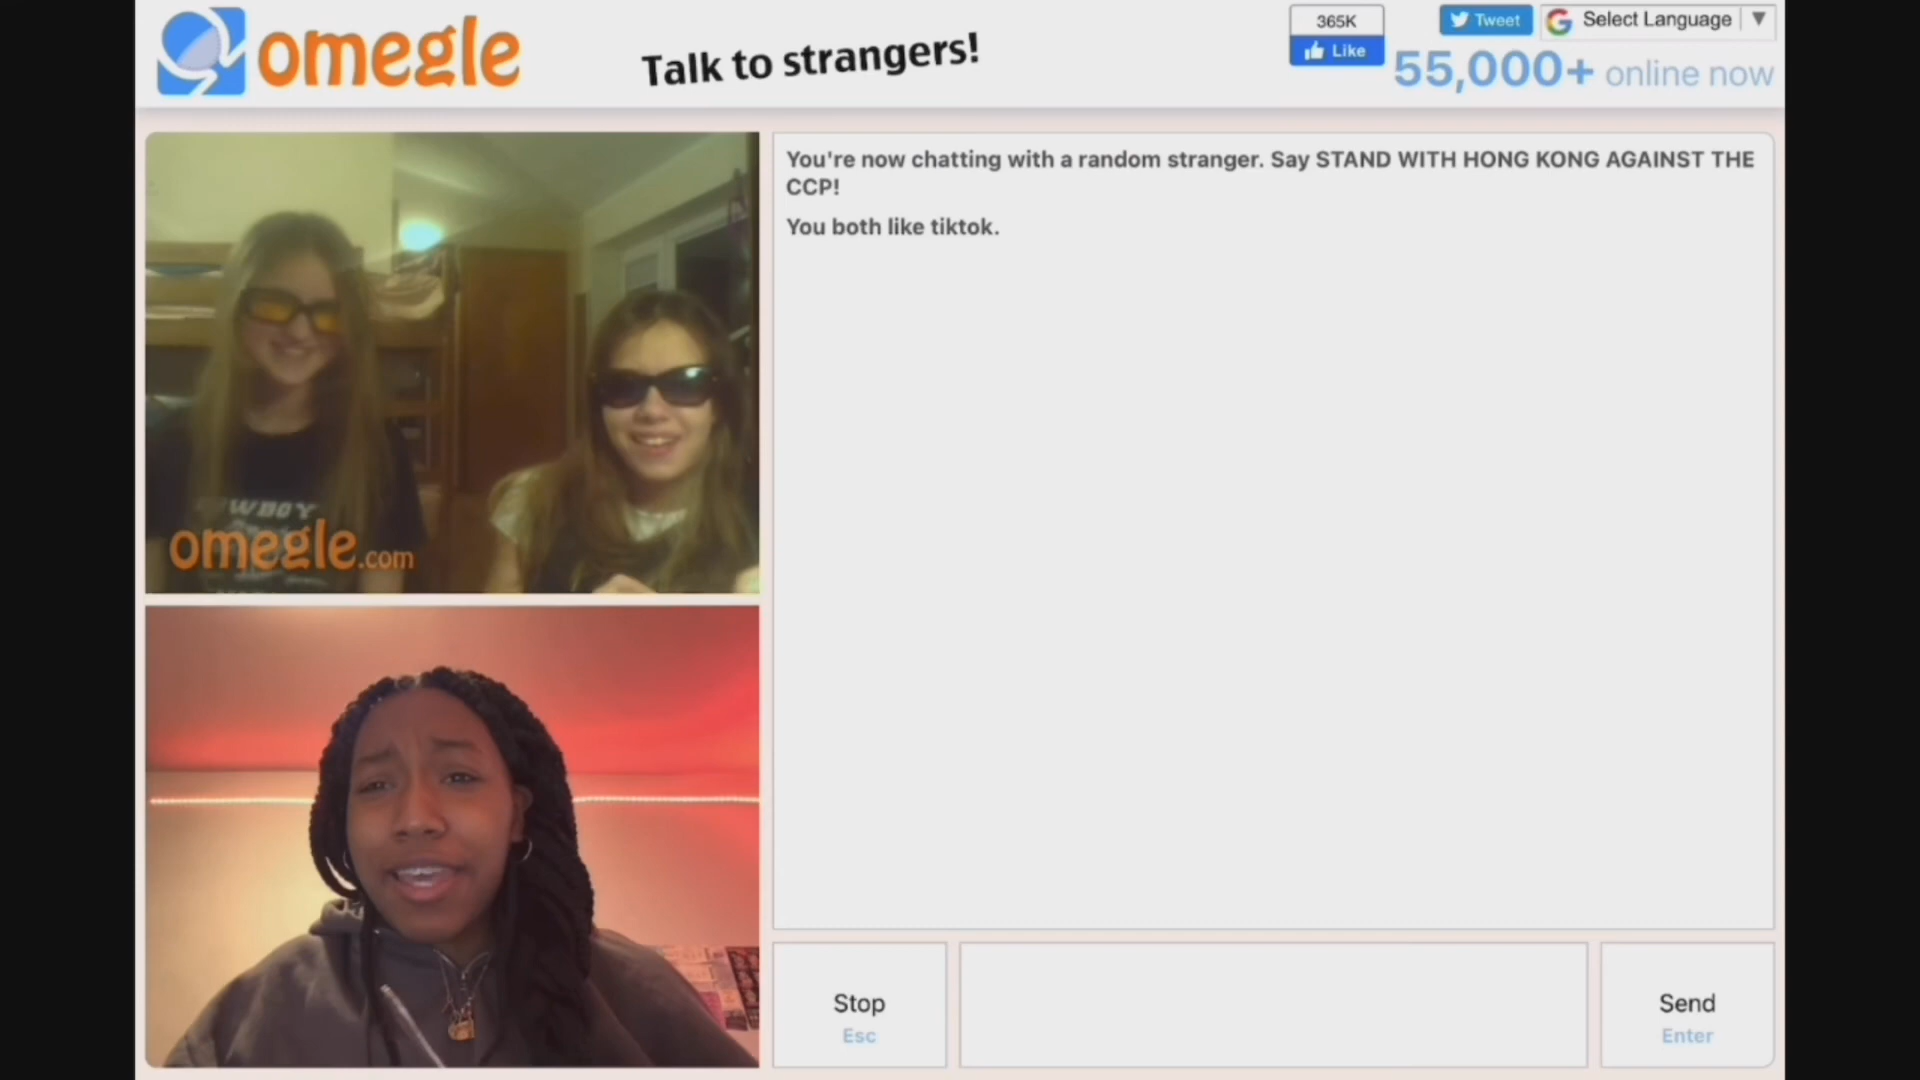 omegle
Talk to strangers!
365K
Like
Tweet
Select Language
55,000+ online now
You're now chatting with a random stranger. Say STAND WITH HONG KONG AGAINST THE
CCP!
You both like tiktok.
WBOY
omegle.com
Stop
Esc
Send
Enter